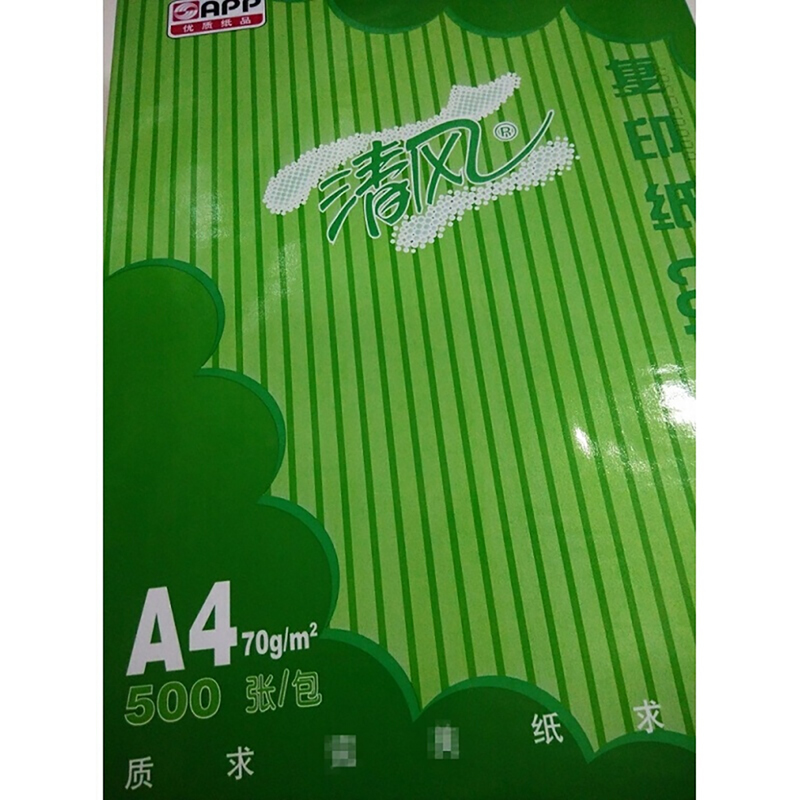 APP
优质纸品
清风®
复印纸
A4 70g/m²
500 张/包
质 求 纸 求